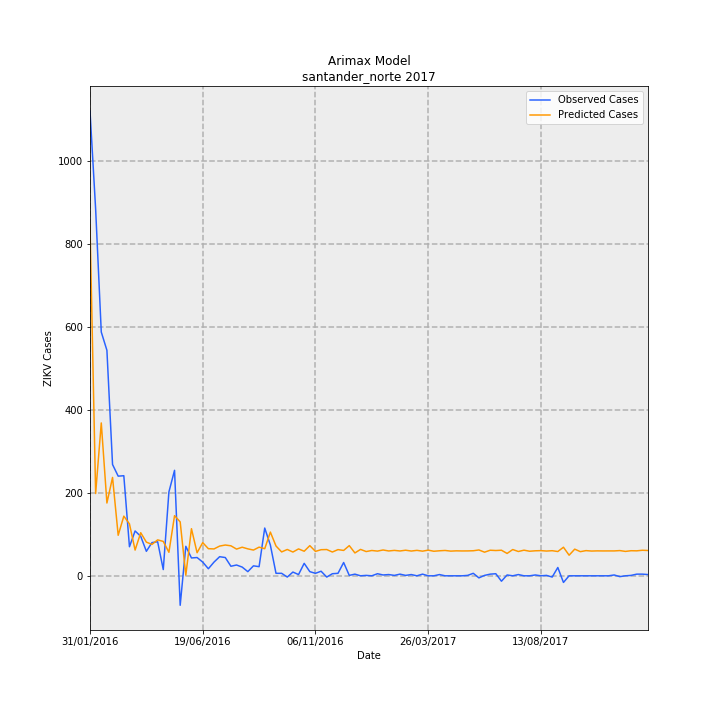 Arimax Model
santander_norte 2017
Observed Cases
Predicted Cases
ZIKV Cases
1000
800
600
400
200
0
31/01/2016
19/06/2016
06/11/2016
26/03/2017
13/08/2017
Date